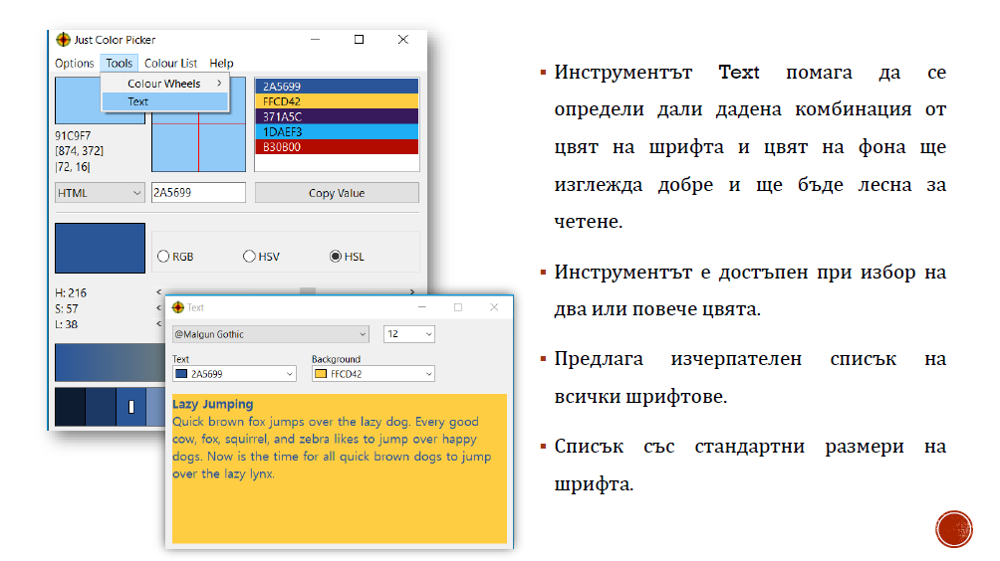 Just Color Picker
Options Tools Colour List Help
Colour Wheels >
Text
2A5699
FFCD42
371A5C
1DAEF3
B30B00
91C9F7
[874, 372]
|72, 16|
HTML 2A5699 Copy Value
RGB HSV HSL
H: 216 < >
S: 57 <
L: 38 <
Text
@Malgun Gothic 12
Text Background
2A5699 FFCD42
Lazy Jumping
Quick brown fox jumps over the lazy dog. Every good
cow, fox, squirrel, and zebra likes to jump over happy
dogs. Now is the time for all quick brown dogs to jump
over the lazy lynx.
▪ Инструментът Text помага да се
определи дали дадена комбинация от
цвят на шрифта и цвят на фона ще
изглежда добре и ще бъде лесна за
четене.
▪ Инструментът е достъпен при избор на
два или повече цвята.
▪ Предлага изчерпателен списък на
всички шрифтове.
▪ Списък със стандартни размери на
шрифта.